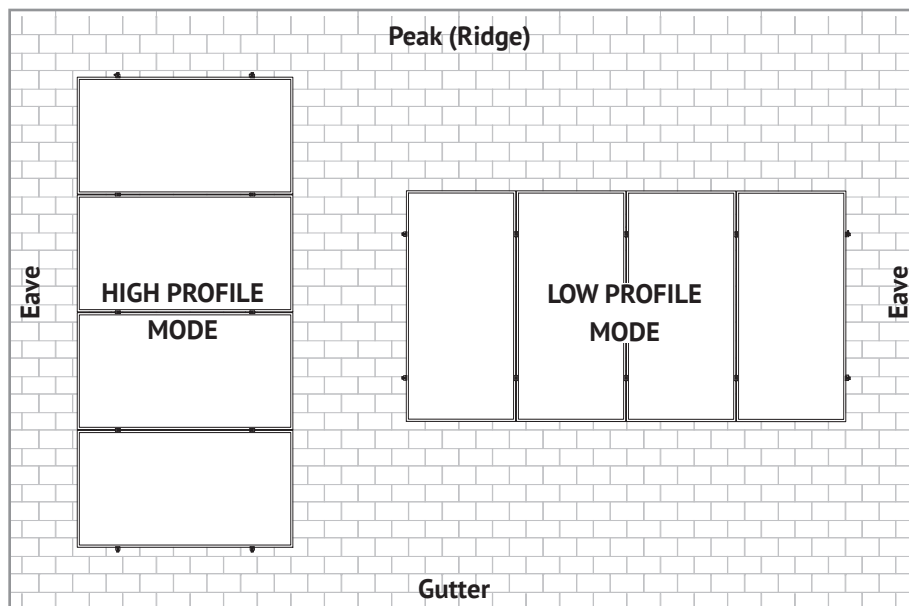 Peak (Ridge)
Eave
HIGH PROFILE
MODE
LOW PROFILE
MODE
Eave
Gutter